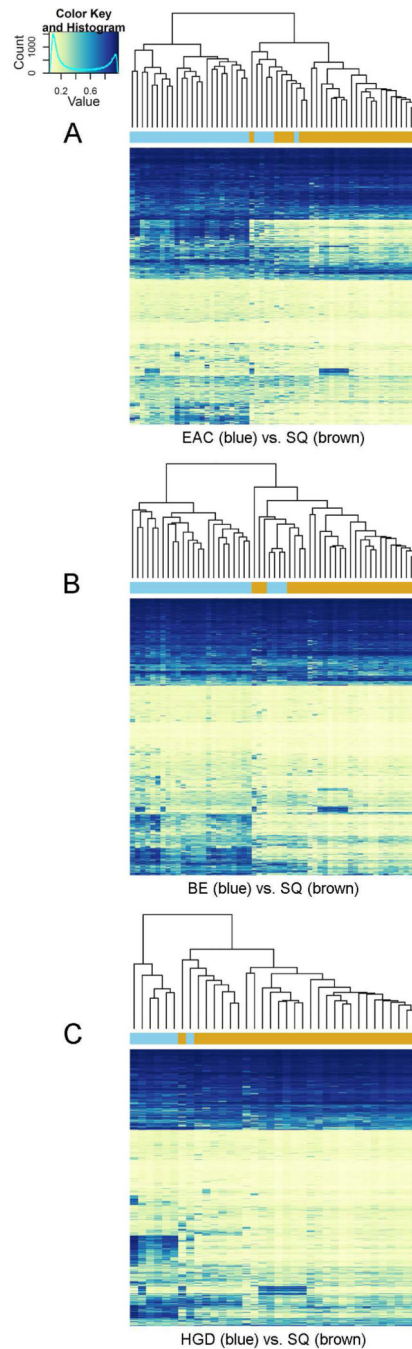 Color Key
and Histogram
Count
0 1000
0.2 0.6
Value
A
EAC (blue) vs. SQ (brown)
B
BE (blue) vs. SQ (brown)
C
HGD (blue) vs. SQ (brown)